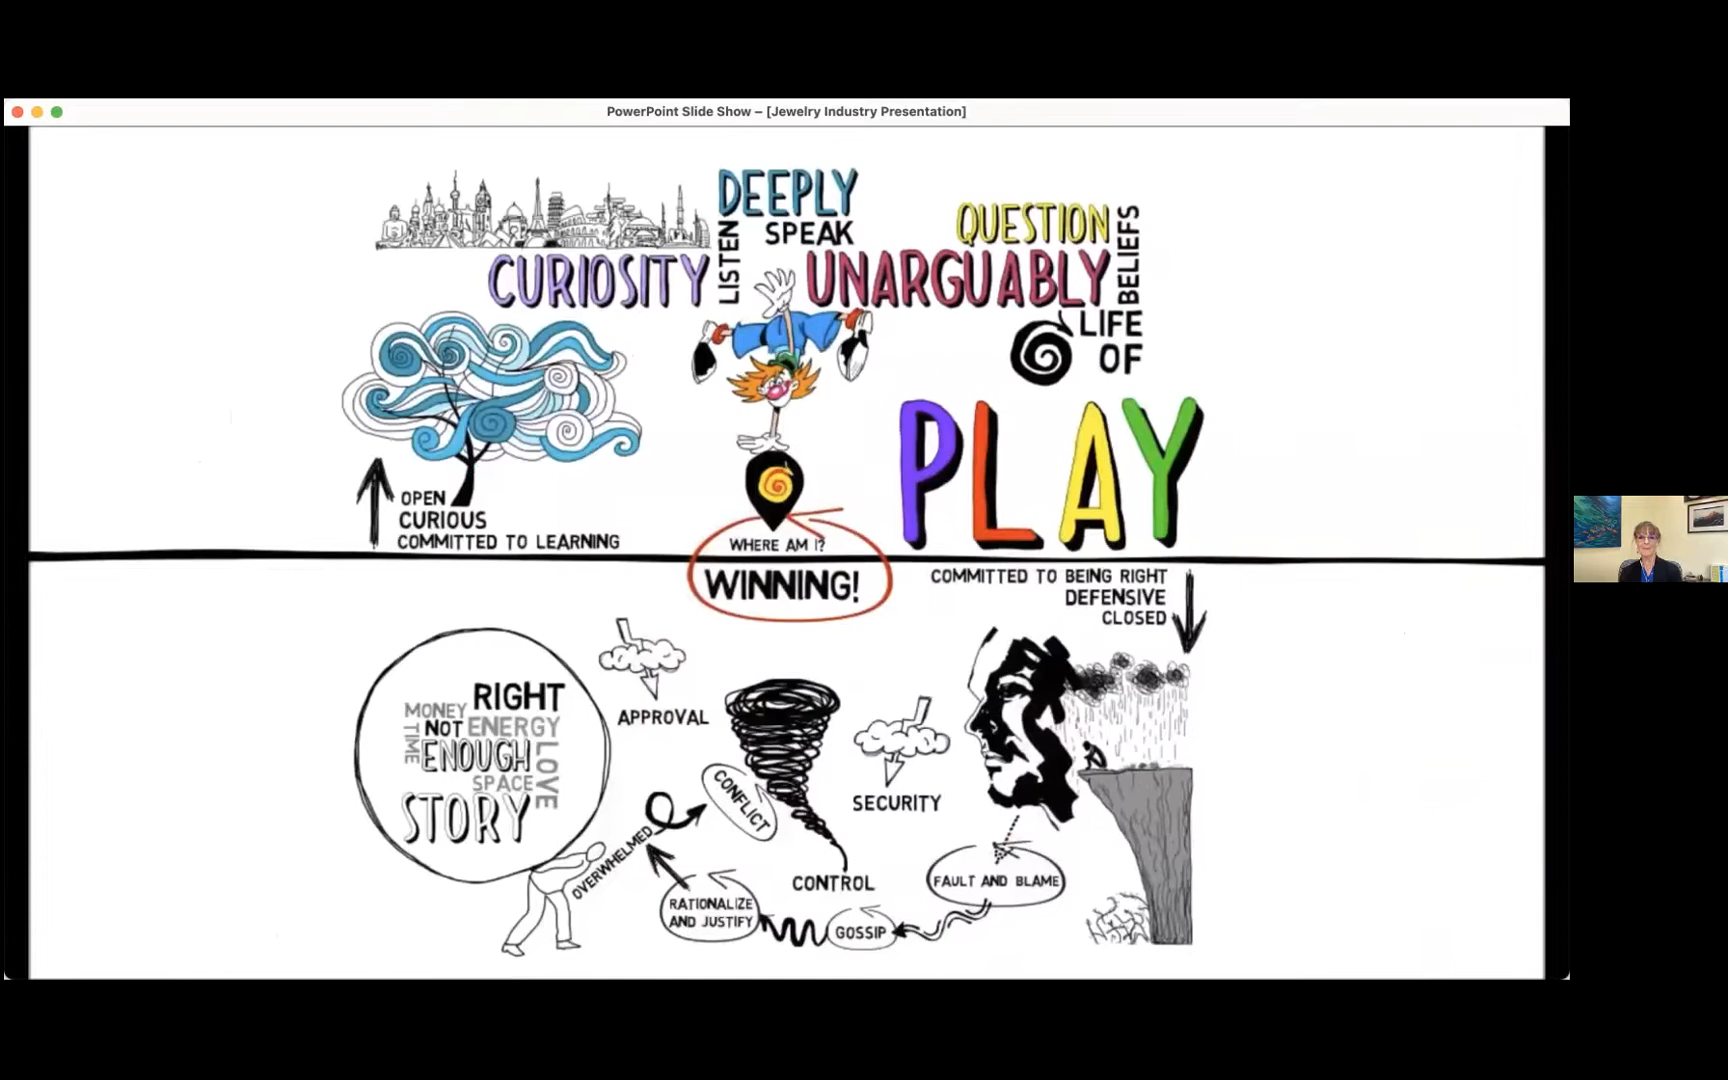 PowerPoint Slide Show – [Jewelry Industry Presentation]
DEEPLY
LISTEN
SPEAK
CURIOSITY
QUESTION
UNARGUABLY
BELIEFS
LIFE
OF
PLAY
OPEN
CURIOUS
COMMITTED TO LEARNING
WHERE AM I?
WINNING!
COMMITTED TO BEING RIGHT
DEFENSIVE
CLOSED
RIGHT
MONEY
NOT ENERGY
TIME
ENOUGH
LOVE
SPACE
STORY
OVERWHELMED
APPROVAL
CONFLICT
CONTROL
SECURITY
FAULT AND BLAME
GOSSIP
RATIONALIZE
AND JUSTIFY